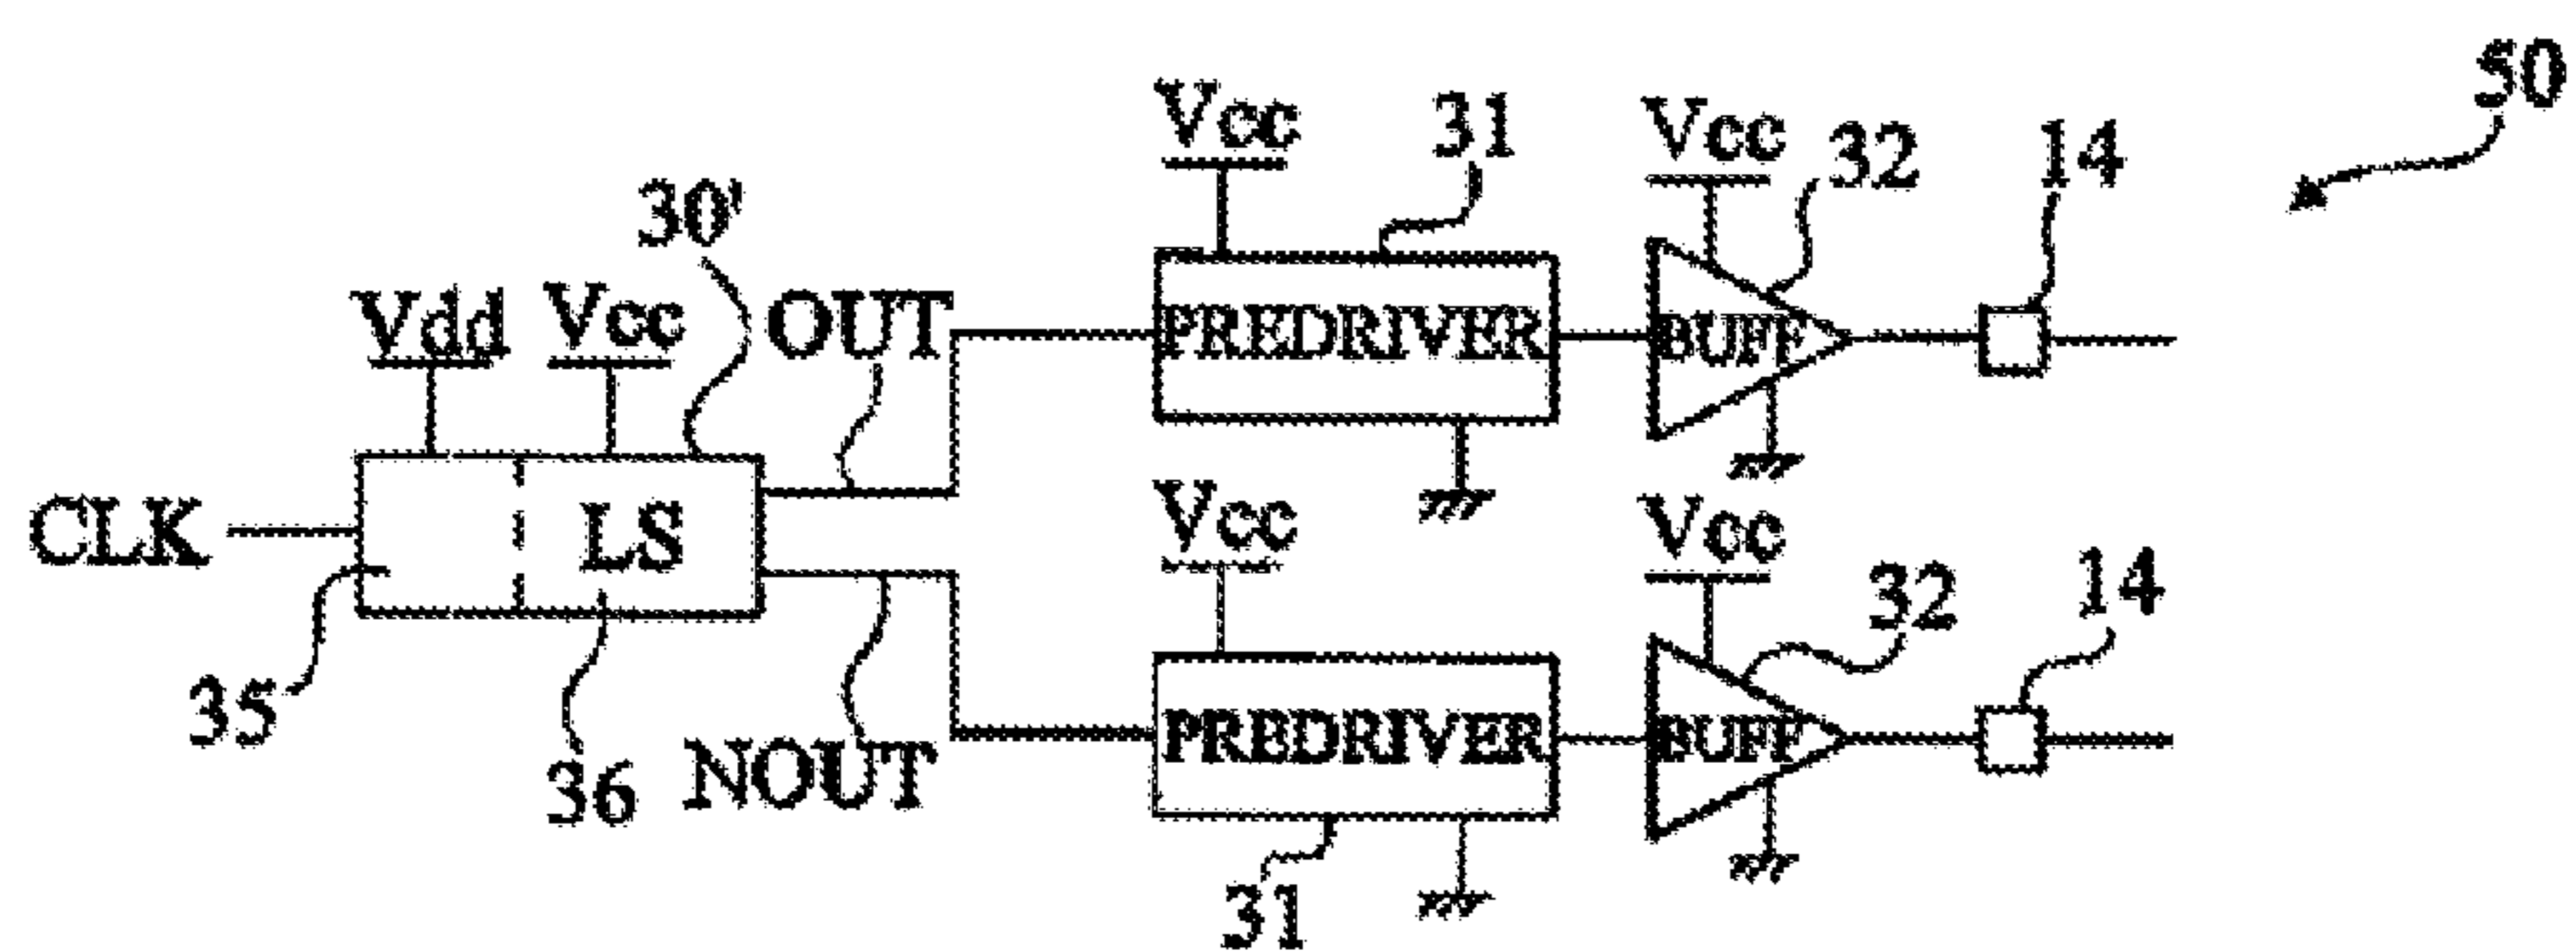 50
Vcc 31 Vcc 32 14
30'
Vdd Vcc OUT
PREDRIVER BUFF
CLK LS
Vcc Vcc
32 14
35
36 NOUT
PREDRIVER BUFF
31